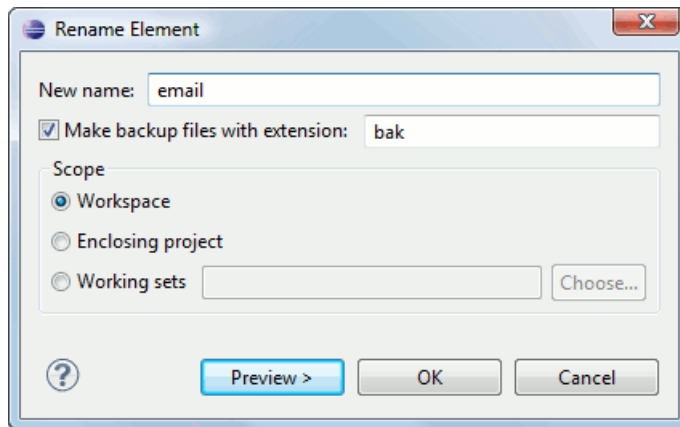 Rename Element
New name: email
Make backup files with extension: bak
Scope
Workspace
Enclosing project
Working sets Choose...
? Preview > OK Cancel